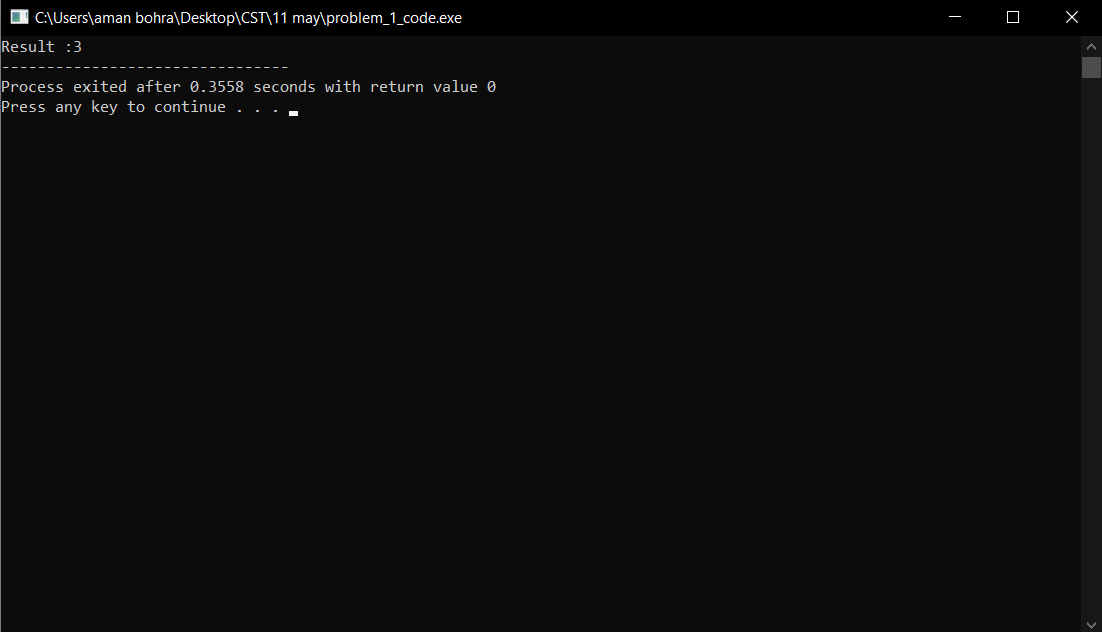 C:\Users\aman bohra\Desktop\CST\11 may\problem_1_code.exe
Result :3
--------------------------------
Process exited after 0.3558 seconds with return value 0
Press any key to continue . . .